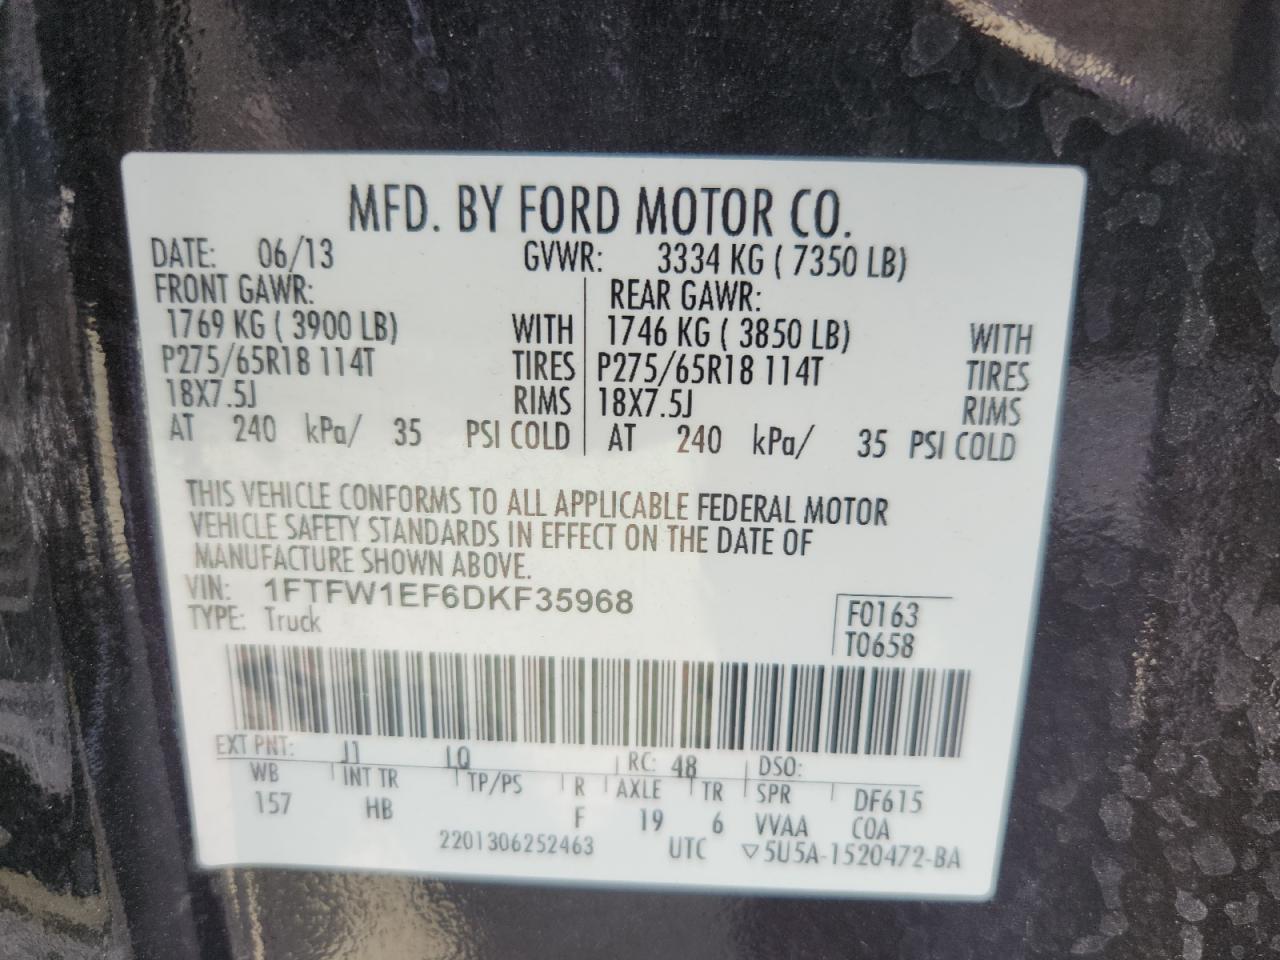 MFD. BY FORD MOTOR CO.
DATE: 06/13 GVWR: 3334 KG ( 7350 LB)
FRONT GAWR: REAR GAWR:
1769 KG ( 3900 LB) WITH 1746 KG ( 3850 LB) WITH
P275/65R18 114T TIRES P275/65R18 114T TIRES
18X7.5J RIMS 18X7.5J RIMS
AT 240 kPa/ 35 PSI COLD AT 240 kPa/ 35 PSI COLD
THIS VEHICLE CONFORMS TO ALL APPLICABLE FEDERAL MOTOR
VEHICLE SAFETY STANDARDS IN EFFECT ON THE DATE OF
MANUFACTURE SHOWN ABOVE.
VIN: 1FTFW1EF6DKF35968
TYPE: Truck
F0163
T0658
EXT PNT: J1 LQ RC: 48 DSO:
WB INT TR TP/PS R AXLE TR SPR DF615
157 HB F 19 6 VVAA COA
2201306252463 UTC ▽5U5A-1520472-BA